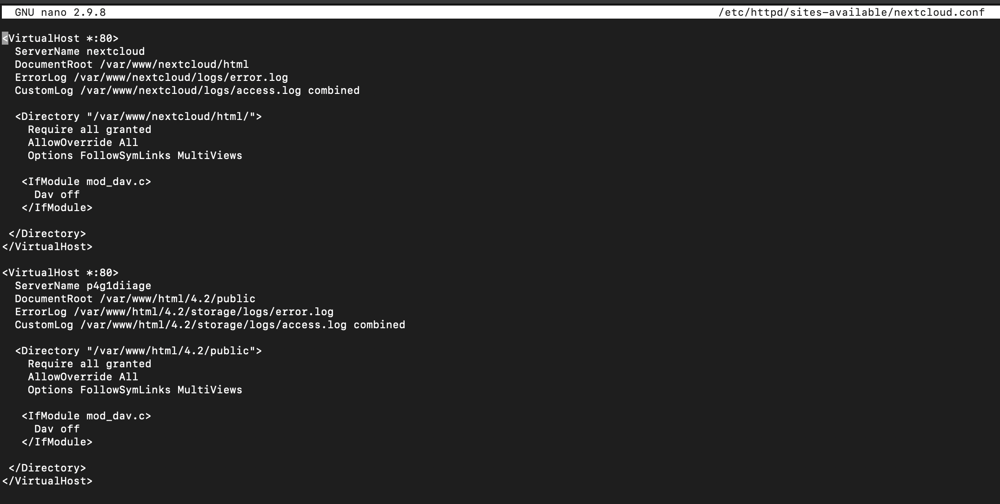 GNU nano 2.9.8 /etc/httpd/sites-available/nextcloud.conf
<VirtualHost *:80>
ServerName nextcloud
DocumentRoot /var/www/nextcloud/html
ErrorLog /var/www/nextcloud/logs/error.log
CustomLog /var/www/nextcloud/logs/access.log combined
<Directory "/var/www/nextcloud/html/">
Require all granted
AllowOverride All
Options FollowSymLinks MultiViews
<IfModule mod_dav.c>
Dav off
</IfModule>
</Directory>
</VirtualHost>
<VirtualHost *:80>
ServerName p4g1diiage
DocumentRoot /var/www/html/4.2/public
ErrorLog /var/www/html/4.2/storage/logs/error.log
CustomLog /var/www/html/4.2/storage/logs/access.log combined
<Directory "/var/www/html/4.2/public">
Require all granted
AllowOverride All
Options FollowSymLinks MultiViews
<IfModule mod_dav.c>
Dav off
</IfModule>
</Directory>
</VirtualHost>